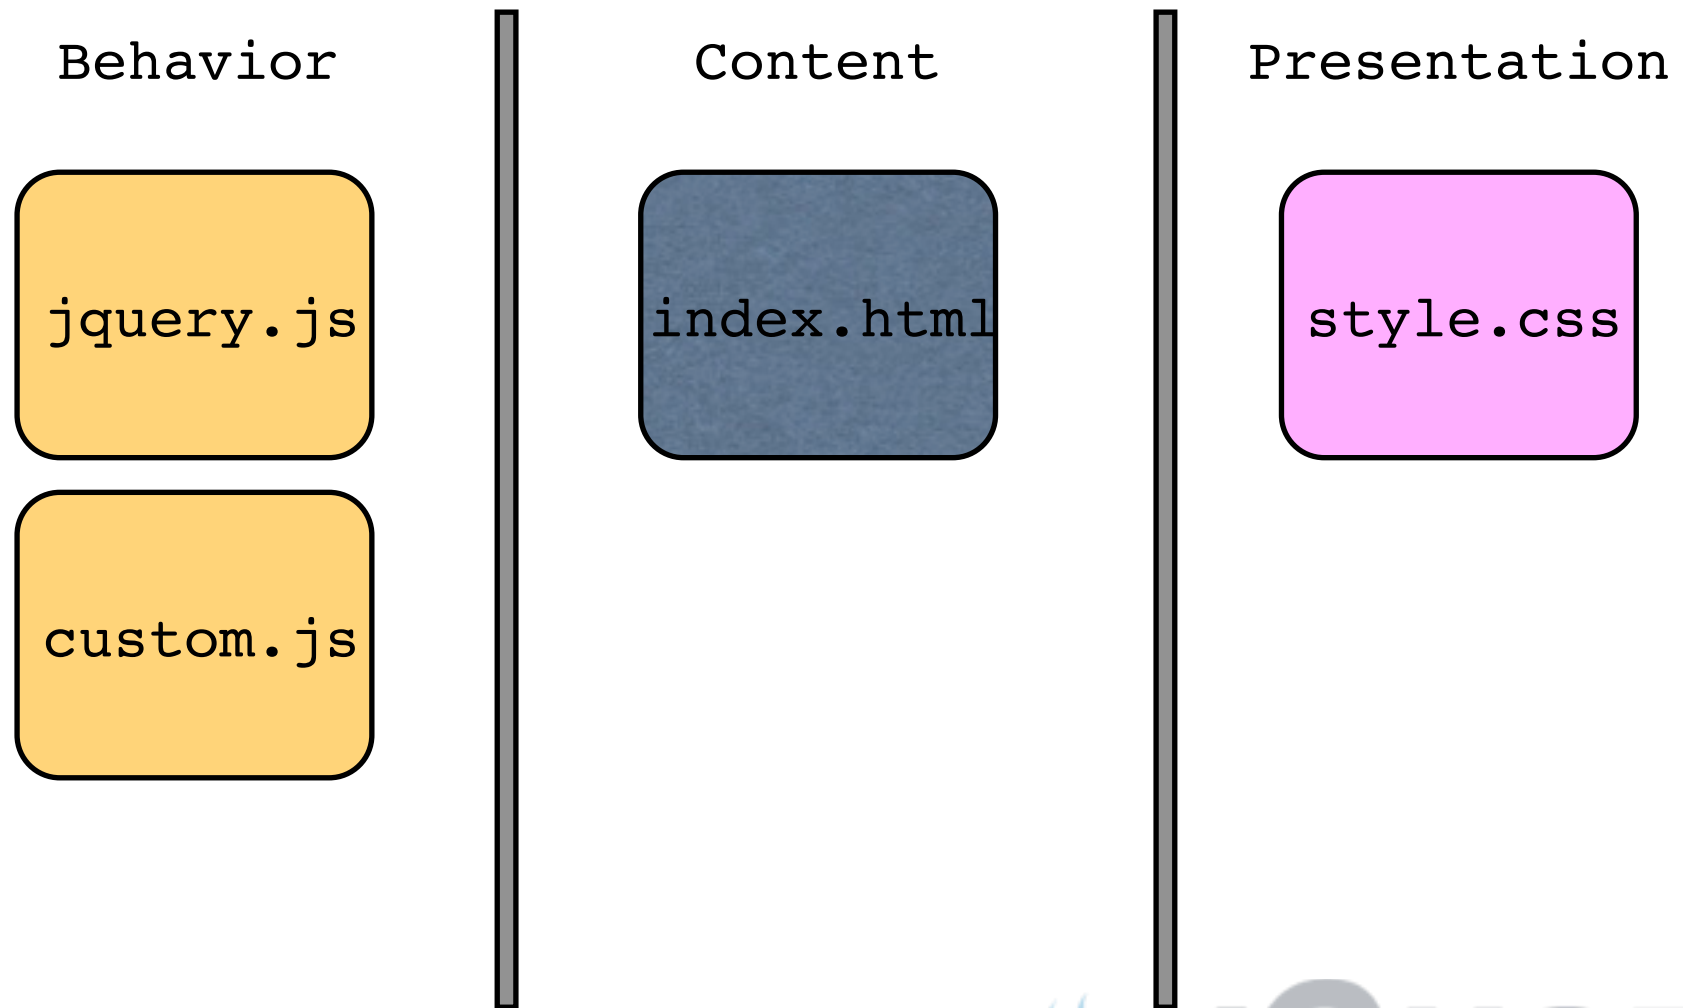 Behavior
Content
Presentation
jquery.js
index.html
style.css
custom.js